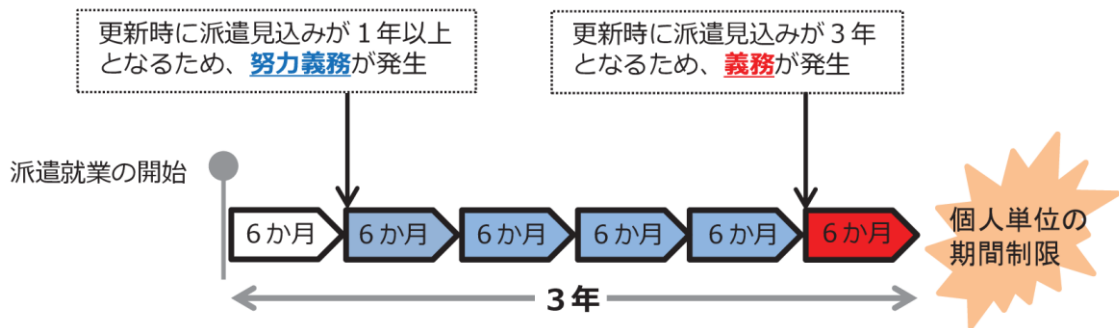 更新時に派遣見込みが１年以上
となるため、努力義務が発生
更新時に派遣見込みが３年
となるため、義務が発生
派遣就業の開始
６か月
６か月
６か月
６か月
６か月
６か月
個人単位の
期間制限
３年